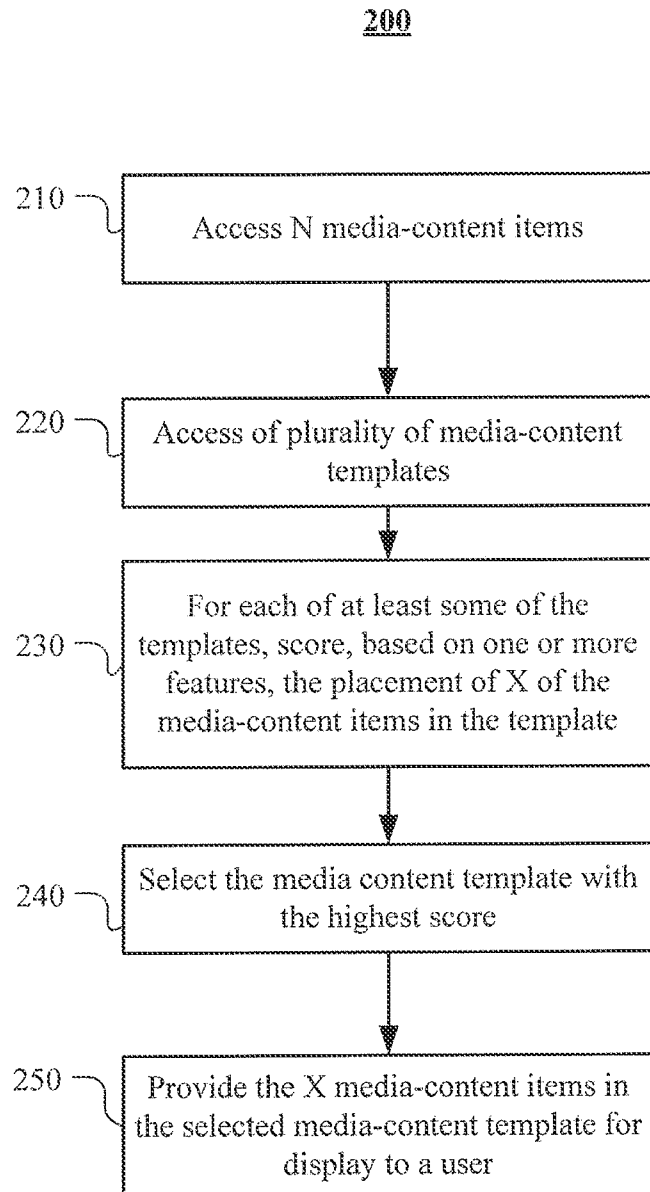 200
210
Access N media-content items
220
Access of plurality of media-content
templates
230
For each of at least some of the
templates, score, based on one or more
features, the placement of X of the
media-content items in the template
240
Select the media content template with
the highest score
250
Provide the X media-content items in
the selected media-content template for
display to a user